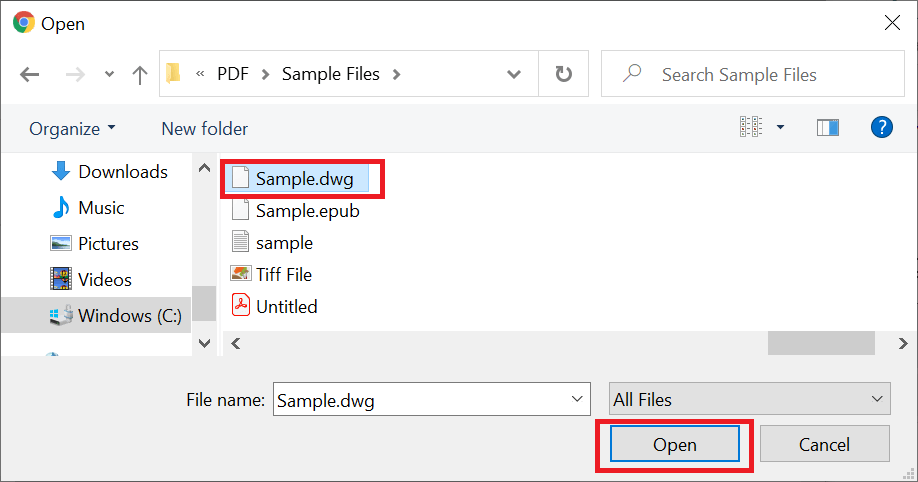 Open
« PDF > Sample Files >
Search Sample Files
Organize
New folder
?
Downloads
Music
Pictures
Videos
Windows (C:)
Sample.dwg
Sample.epub
sample
Tiff File
Untitled
File name: Sample.dwg
All Files
Open
Cancel